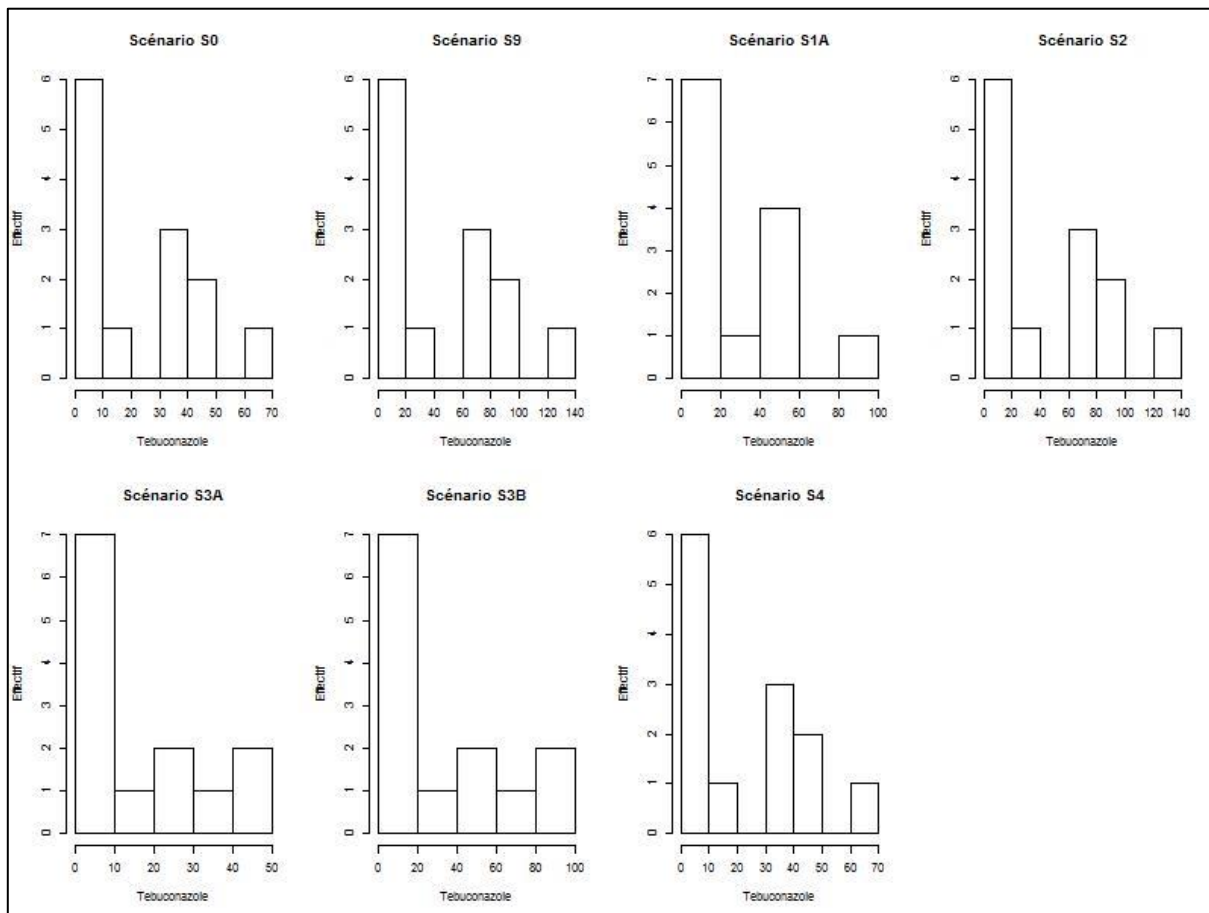 Scénario S0
Scénario S9
Scénario S1A
Scénario S2
Effectif
6
5
4
3
2
1
0
0 10 20 30 40 50 60 70
Tebuconazole
Effectif
6
5
4
3
2
1
0
0 20 40 60 80 100 120 140
Tebuconazole
Effectif
7
6
5
4
3
2
1
0
0 20 40 60 80 100
Tebuconazole
Effectif
6
5
4
3
2
1
0
0 20 40 60 80 100 120 140
Tebuconazole
Scénario S3A
Scénario S3B
Scénario S4
Effectif
7
6
5
4
3
2
1
0
0 10 20 30 40 50
Tebuconazole
Effectif
7
6
5
4
3
2
1
0
0 20 40 60 80 100
Tebuconazole
Effectif
6
5
4
3
2
1
0
0 10 20 30 40 50 60 70
Tebuconazole